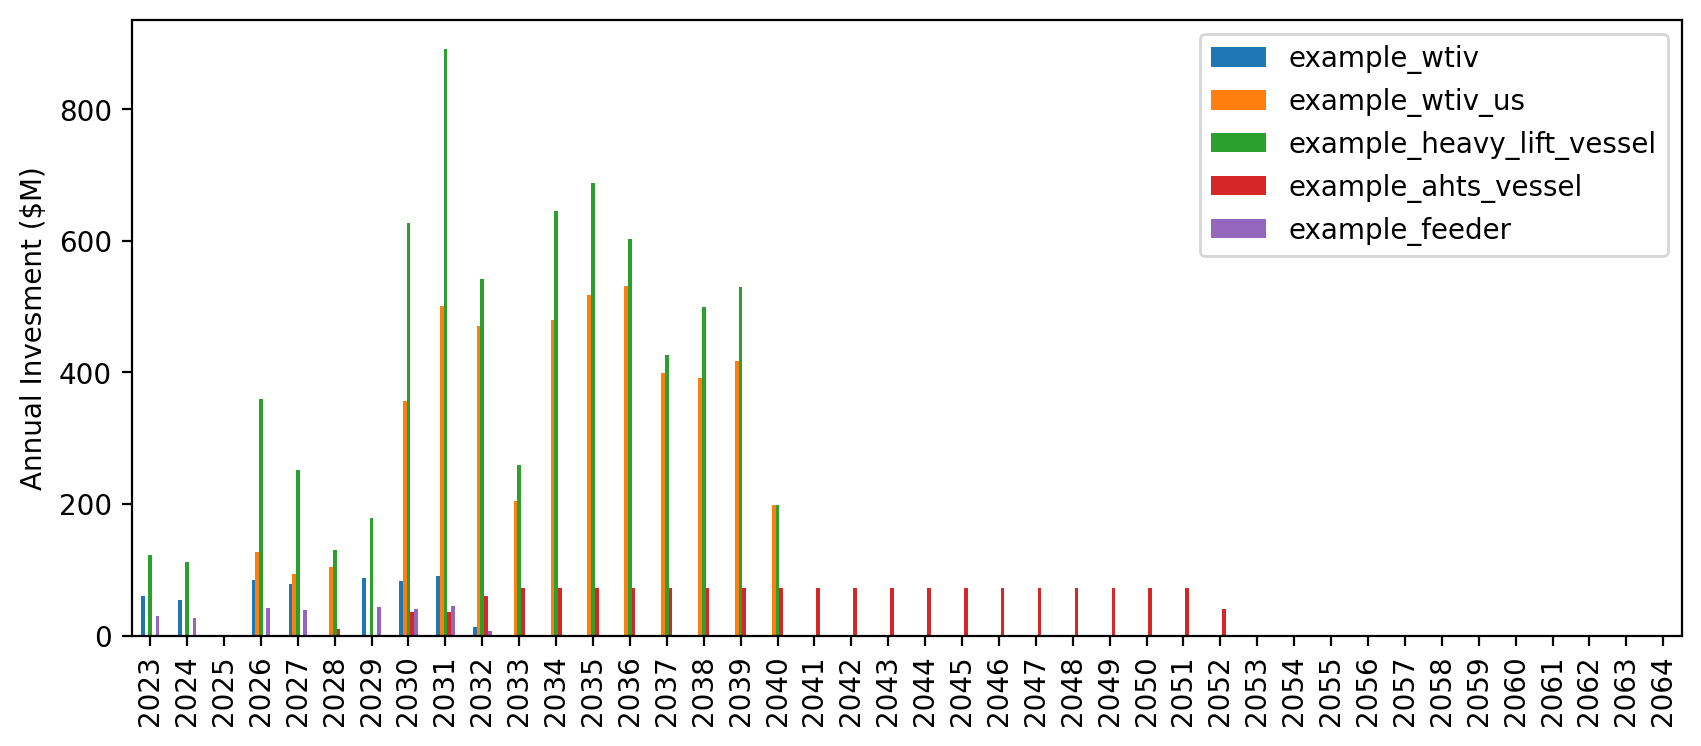 Annual Invesment ($M)
800
600
400
200
0
example_wtiv
example_wtiv_us
example_heavy_lift_vessel
example_ahts_vessel
example_feeder
2023 2024 2025 2026 2027 2028 2029 2030 2031 2032 2033 2034 2035 2036 2037 2038 2039 2040 2041 2042 2043 2044 2045 2046 2047 2048 2049 2050 2051 2052 2053 2054 2055 2056 2057 2058 2059 2060 2061 2062 2063 2064